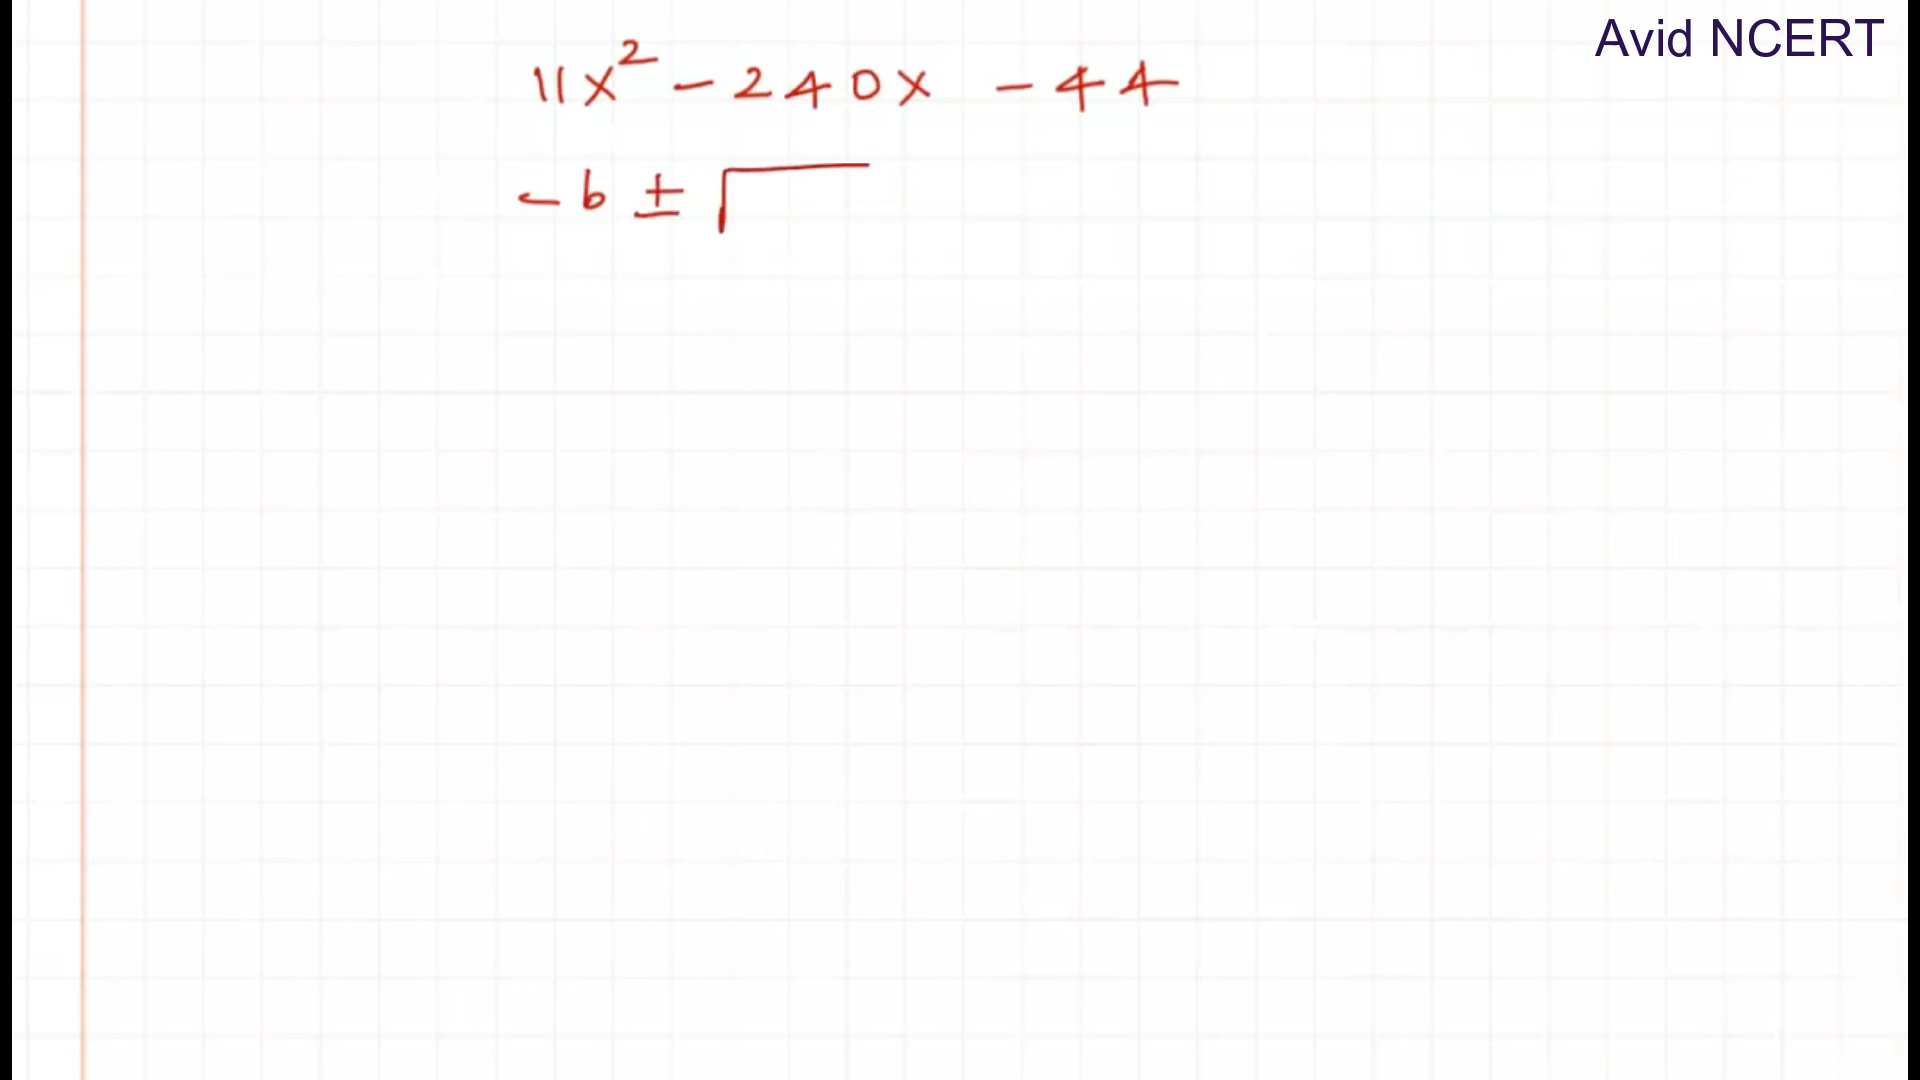 Avid NCERT
11x² - 240x - 44
- b ± √